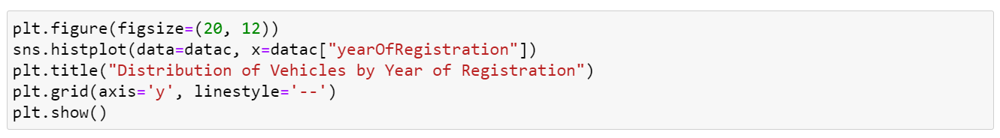 plt.figure(figsize=(20, 12))
sns.histplot(data=datac, x=datac["yearOfRegistration"])
plt.title("Distribution of Vehicles by Year of Registration")
plt.grid(axis='y', linestyle='--')
plt.show()